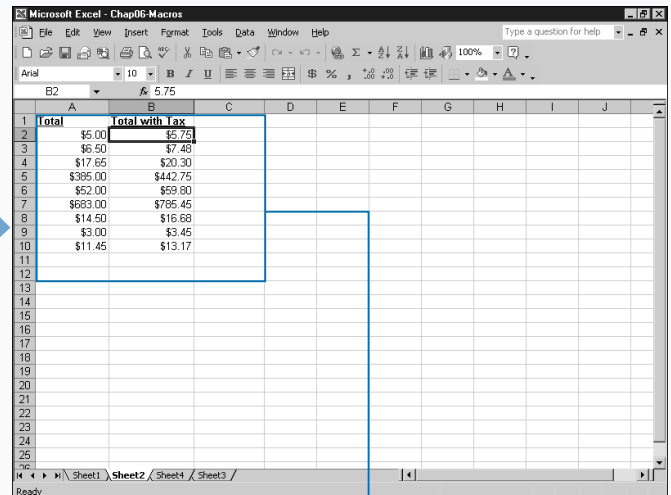 Microsoft Excel - Chap06-Macros
File Edit View Insert Format Tools Data Window Help Type a question for help
100%
Arial 10 B I U $ % ,
B2 fx 5.75
A B C D E F G H I J
1 Total Total with Tax
2 $5.00 $5.75
3 $6.50 $7.48
4 $17.65 $20.30
5 $385.00 $442.75
6 $52.00 $59.80
7 $683.00 $785.45
8 $14.50 $16.68
9 $3.00 $3.45
10 $11.45 $13.17
11
12
13
14
15
16
17
18
19
20
21
22
23
24
25
26
Sheet1 Sheet2 Sheet4 Sheet3
Ready